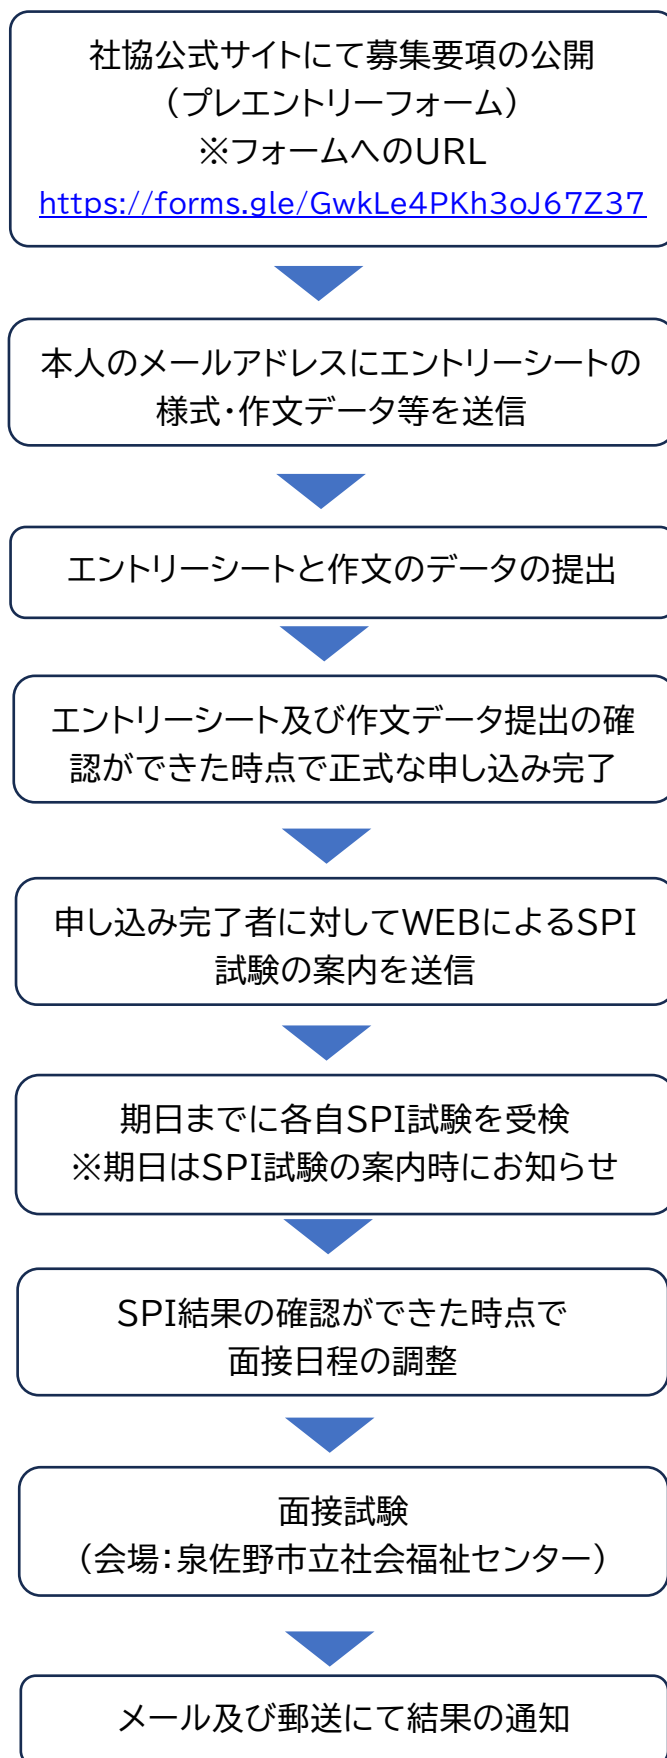 社協公式サイトにて募集要項の公開
（プレエントリーフォーム）
※フォームへのURL
https://forms.gle/GwkLe4PKh3oJ67Z37
本人のメールアドレスにエントリーシートの
様式・作文データ等を送信
エントリーシートと作文のデータの提出
エントリーシート及び作文データ提出の確
認ができた時点で正式な申し込み完了
申し込み完了者に対してWEBによるSPI
試験の案内を送信
期日までに各自SPI試験を受検
※期日はSPI試験の案内時にお知らせ
SPI結果の確認ができた時点で
面接日程の調整
面接試験
（会場：泉佐野市立社会福祉センター）
メール及び郵送にて結果の通知